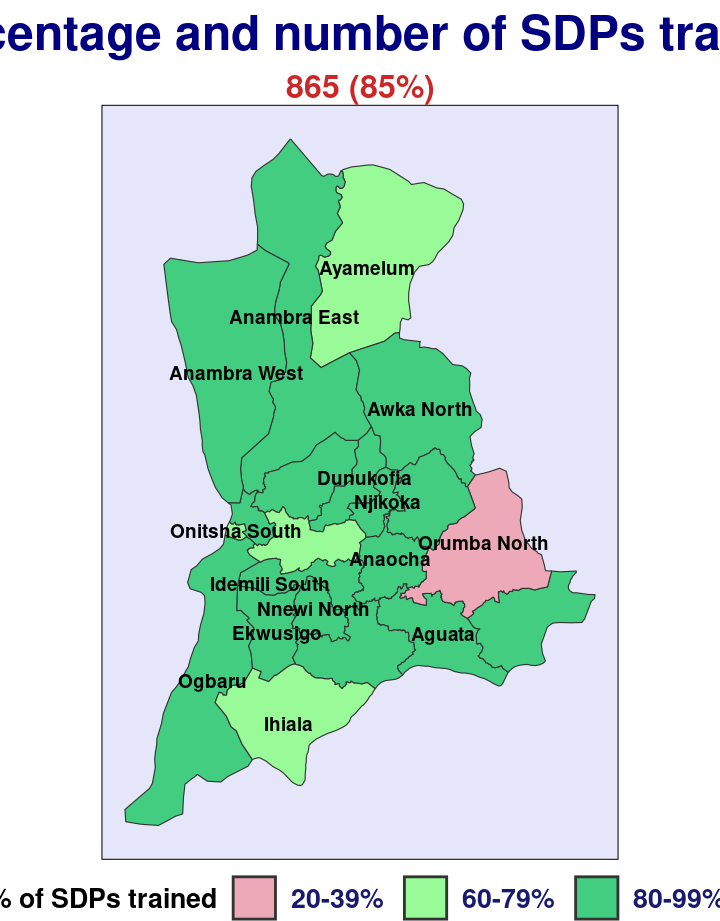 centage and number of SDPs tra
865 (85%)
Ayamelum
Anambra East
Anambra West
Awka North
Dunukofia
Njikoka
Onitsha South
Orumba North
Anaocha
Idemili South
Nnewi North
Ekwusigo
Aguata
Ogbaru
Ihiala
% of SDPs trained 20-39% 60-79% 80-99%